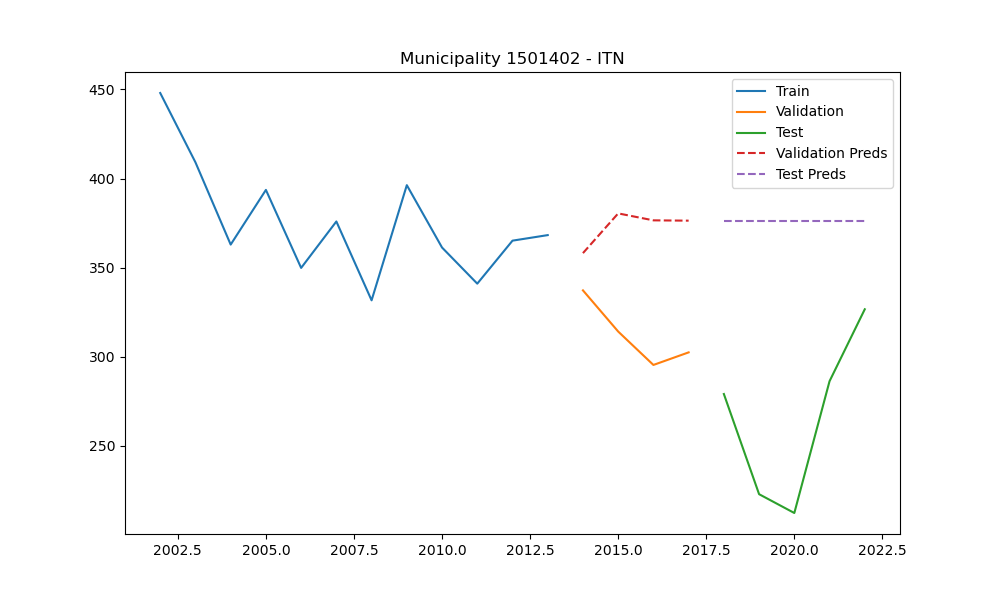 Municipality 1501402 - ITN
450
400
350
300
250
2002.5 2005.0 2007.5 2010.0 2012.5 2015.0 2017.5 2020.0 2022.5
Train
Validation
Test
Validation Preds
Test Preds